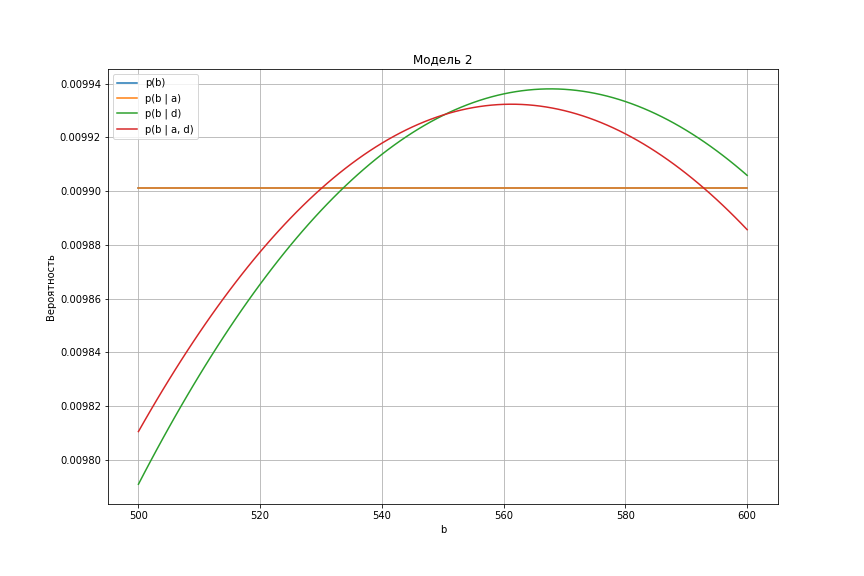 Модель 2
p(b)
p(b | a)
p(b | d)
p(b | a, d)
0.00994
0.00992
0.00990
0.00988
0.00986
0.00984
0.00982
0.00980
Вероятность
500 520 540 560 580 600
b